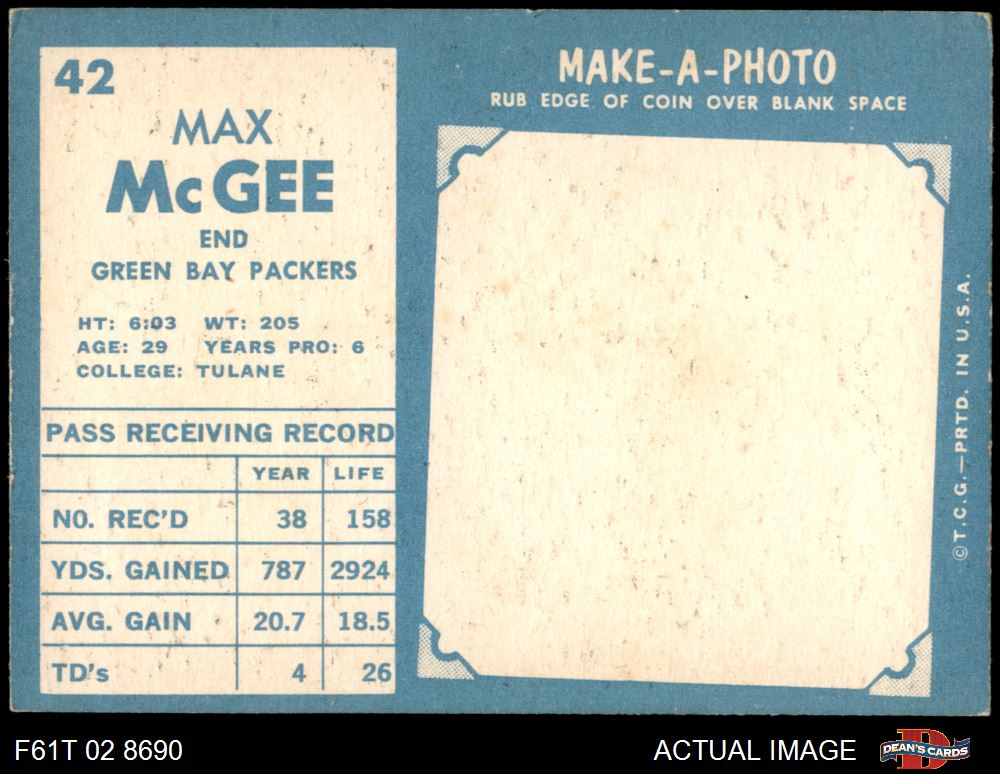 42
MAX
McGEE
END
GREEN BAY PACKERS
HT: 6:03 WT: 205
AGE: 29 YEARS PRO: 6
COLLEGE: TULANE
PASS RECEIVING RECORD
YEAR LIFE
NO. REC'D 38 158
YDS. GAINED 787 2924
AVG. GAIN 20.7 18.5
TD's 4 26
MAKE-A-PHOTO
RUB EDGE OF COIN OVER BLANK SPACE
© T.C.G.—PRTD. IN U.S.A.
F61T 02 8690
ACTUAL IMAGE
DEAN'S CARDS